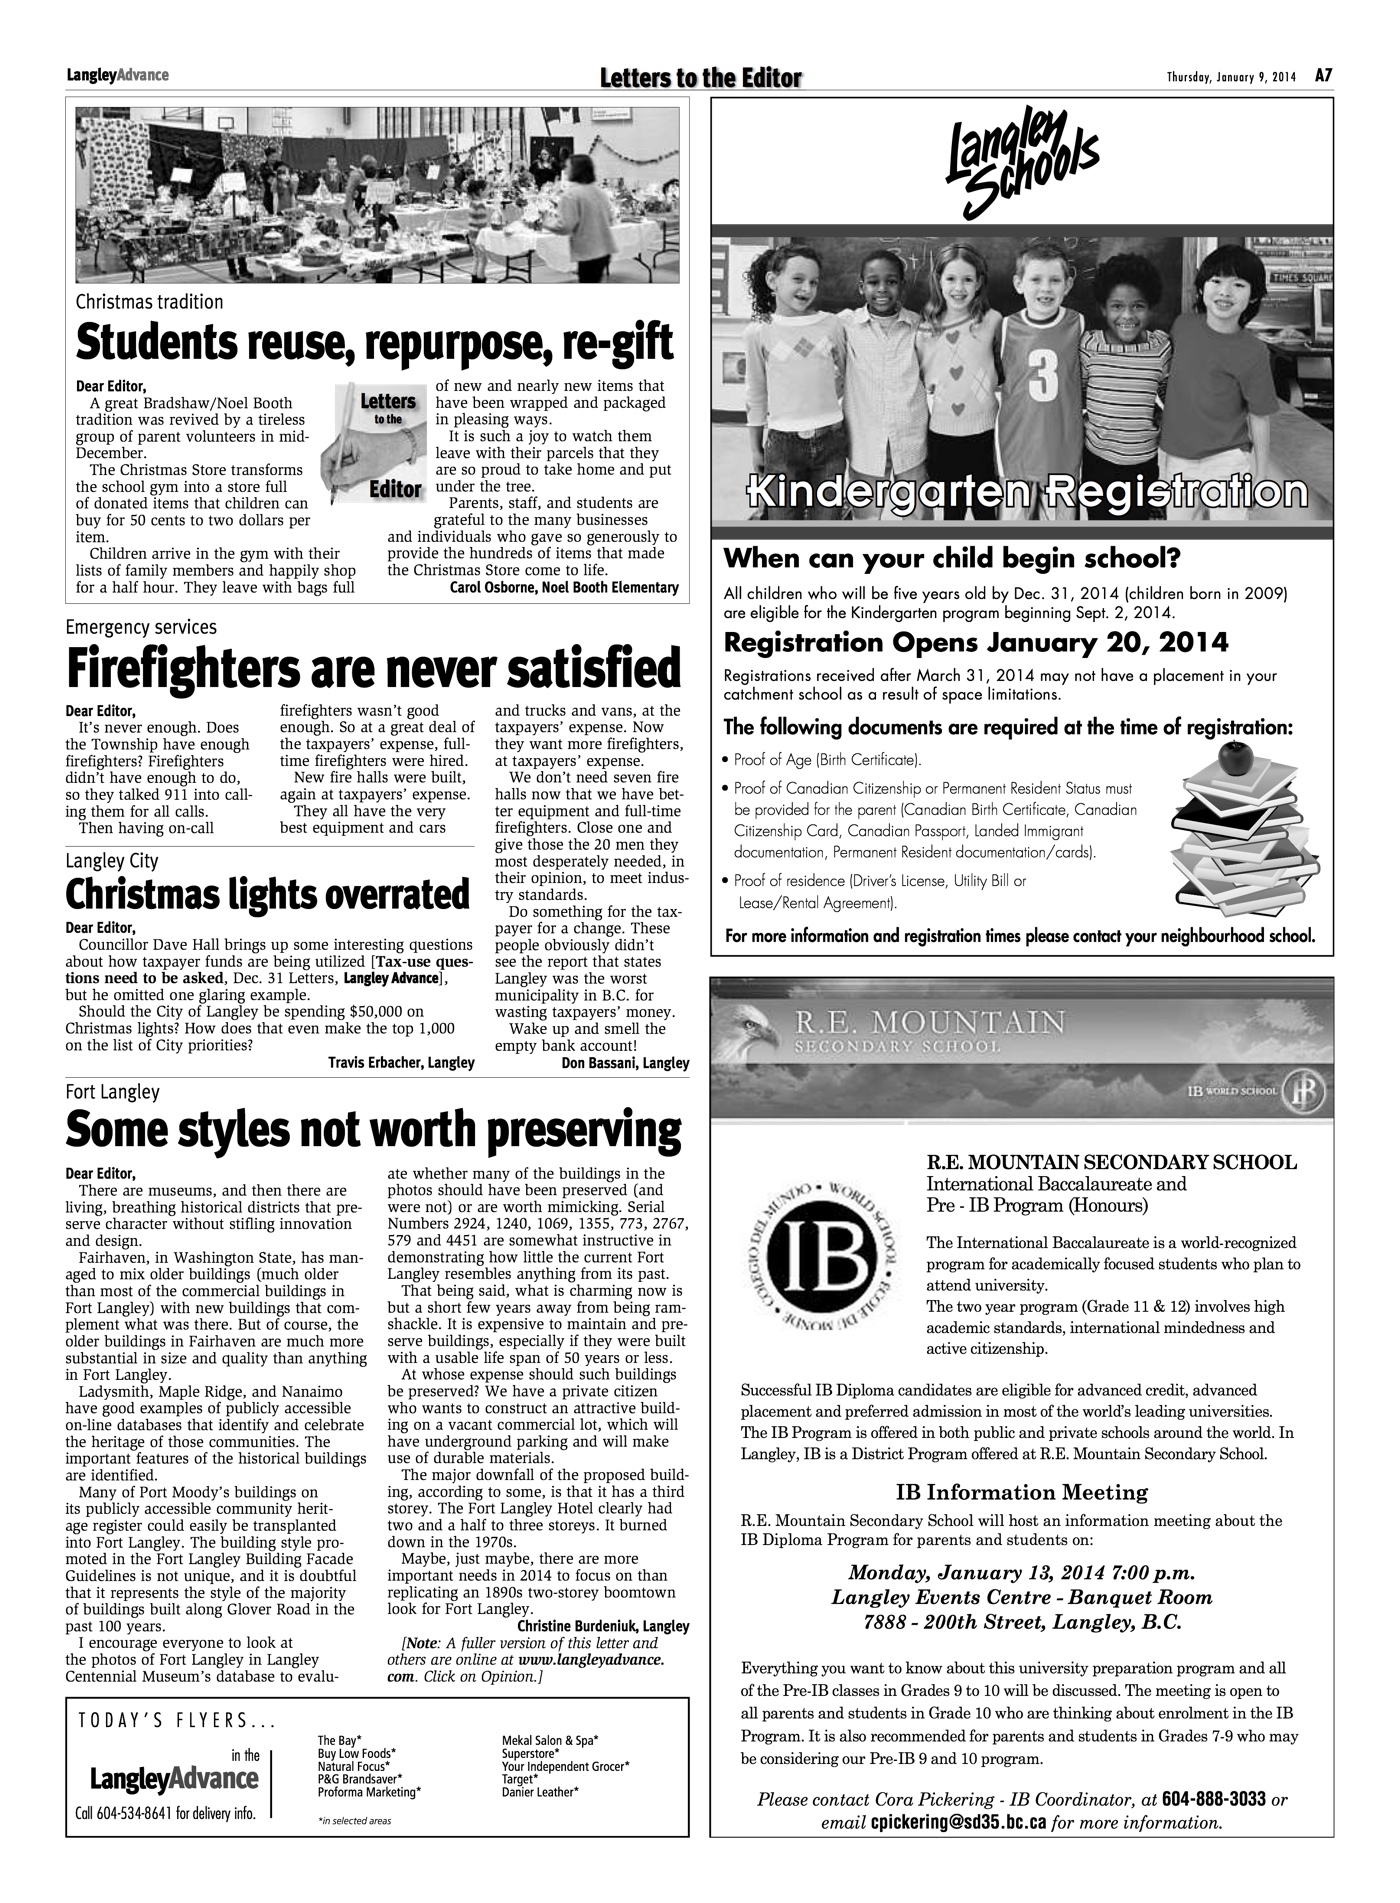 LangleyAdvance
Letters to the Editor
Thursday, January 9, 2014 A7
Christmas tradition
Students reuse, repurpose, re-gift
Dear Editor,
A great Bradshaw/Noel Booth
tradition was revived by a tireless
group of parent volunteers in mid-
December.
The Christmas Store transforms
the school gym into a store full
of donated items that children can
buy for 50 cents to two dollars per
item.
Children arrive in the gym with their
lists of family members and happily shop
for a half hour. They leave with bags full
Letters
to the
Editor
of new and nearly new items that
have been wrapped and packaged
in pleasing ways.
It is such a joy to watch them
leave with their parcels that they
are so proud to take home and put
under the tree.
Parents, staff, and students are
grateful to the many businesses
and individuals who gave so generously to
provide the hundreds of items that made
the Christmas Store come to life.
Carol Osborne, Noel Booth Elementary
Emergency services
Firefighters are never satisfied
Dear Editor,
It's never enough. Does
the Township have enough
firefighters? Firefighters
didn't have enough to do,
so they talked 911 into call-
ing them for all calls.
Then having on-call
firefighters wasn't good
enough. So at a great deal of
the taxpayers' expense, full-
time firefighters were hired.
New fire halls were built,
again at taxpayers' expense.
They all have the very
best equipment and cars
and trucks and vans, at the
taxpayers' expense. Now
they want more firefighters,
at taxpayers' expense.
We don't need seven fire
halls now that we have bet-
ter equipment and full-time
firefighters. Close one and
give those the 20 men they
most desperately needed, in
their opinion, to meet indus-
try standards.
Do something for the tax-
payer for a change. These
people obviously didn't
see the report that states
Langley was the worst
municipality in B.C. for
wasting taxpayers' money.
Wake up and smell the
empty bank account!
Don Bassani, Langley
Langley City
Christmas lights overrated
Dear Editor,
Councillor Dave Hall brings up some interesting questions
about how taxpayer funds are being utilized [Tax-use ques-
tions need to be asked, Dec. 31 Letters, Langley Advance],
but he omitted one glaring example.
Should the City of Langley be spending $50,000 on
Christmas lights? How does that even make the top 1,000
on the list of City priorities?
Travis Erbacher, Langley
Fort Langley
Some styles not worth preserving
Dear Editor,
There are museums, and then there are
living, breathing historical districts that pre-
serve character without stifling innovation
and design.
Fairhaven, in Washington State, has man-
aged to mix older buildings (much older
than most of the commercial buildings in
Fort Langley) with new buildings that com-
plement what was there. But of course, the
older buildings in Fairhaven are much more
substantial in size and quality than anything
in Fort Langley.
Ladysmith, Maple Ridge, and Nanaimo
have good examples of publicly accessible
on-line databases that identify and celebrate
the heritage of those communities. The
important features of the historical buildings
are identified.
Many of Port Moody's buildings on
its publicly accessible community herit-
age register could easily be transplanted
into Fort Langley. The building style pro-
moted in the Fort Langley Building Facade
Guidelines is not unique, and it is doubtful
that it represents the style of the majority
of buildings built along Glover Road in the
past 100 years.
I encourage everyone to look at
the photos of Fort Langley in Langley
Centennial Museum's database to evalu-
ate whether many of the buildings in the
photos should have been preserved (and
were not) or are worth mimicking. Serial
Numbers 2924, 1240, 1069, 1355, 773, 2767,
579 and 4451 are somewhat instructive in
demonstrating how little the current Fort
Langley resembles anything from its past.
That being said, what is charming now is
but a short few years away from being ram-
shackle. It is expensive to maintain and pre-
serve buildings, especially if they were built
with a usable life span of 50 years or less.
At whose expense should such buildings
be preserved? We have a private citizen
who wants to construct an attractive build-
ing on a vacant commercial lot, which will
have underground parking and will make
use of durable materials.
The major downfall of the proposed build-
ing, according to some, is that it has a third
storey. The Fort Langley Hotel clearly had
two and a half to three storeys. It burned
down in the 1970s.
Maybe, just maybe, there are more
important needs in 2014 to focus on than
replicating an 1890s two-storey boomtown
look for Fort Langley.
Christine Burdeniuk, Langley
[Note: A fuller version of this letter and
others are online at www.langleyadvance.
com. Click on Opinion.]
TODAY'S FLYERS...
in the
LangleyAdvance
Call 604-534-8641 for delivery info.
The Bay*
Buy Low Foods*
Natural Focus*
P&G Brandsaver*
Proforma Marketing*
*in selected areas
Mekal Salon & Spa*
Superstore*
Your Independent Grocer*
Target*
Danier Leather*
Langley
Schools
TIMES SQUARE
3
Kindergarten Registration
When can your child begin school?
All children who will be five years old by Dec. 31, 2014 (children born in 2009)
are eligible for the Kindergarten program beginning Sept. 2, 2014.
Registration Opens January 20, 2014
Registrations received after March 31, 2014 may not have a placement in your
catchment school as a result of space limitations.
The following documents are required at the time of registration:
• Proof of Age (Birth Certificate).
• Proof of Canadian Citizenship or Permanent Resident Status must
be provided for the parent (Canadian Birth Certificate, Canadian
Citizenship Card, Canadian Passport, Landed Immigrant
documentation, Permanent Resident documentation/cards).
• Proof of residence (Driver's License, Utility Bill or
Lease/Rental Agreement).
For more information and registration times please contact your neighbourhood school.
R.E. MOUNTAIN
SECONDARY SCHOOL
IB WORLD SCHOOL
COLEGIO DEL MUNDO • WORLD SCHOOL • ÉCOLE DU MONDE •
IB
R.E. MOUNTAIN SECONDARY SCHOOL
International Baccalaureate and
Pre - IB Program (Honours)
The International Baccalaureate is a world-recognized
program for academically focused students who plan to
attend university.
The two year program (Grade 11 & 12) involves high
academic standards, international mindedness and
active citizenship.
Successful IB Diploma candidates are eligible for advanced credit, advanced
placement and preferred admission in most of the world's leading universities.
The IB Program is offered in both public and private schools around the world. In
Langley, IB is a District Program offered at R.E. Mountain Secondary School.
IB Information Meeting
R.E. Mountain Secondary School will host an information meeting about the
IB Diploma Program for parents and students on:
Monday, January 13, 2014 7:00 p.m.
Langley Events Centre - Banquet Room
7888 - 200th Street, Langley, B.C.
Everything you want to know about this university preparation program and all
of the Pre-IB classes in Grades 9 to 10 will be discussed. The meeting is open to
all parents and students in Grade 10 who are thinking about enrolment in the IB
Program. It is also recommended for parents and students in Grades 7-9 who may
be considering our Pre-IB 9 and 10 program.
Please contact Cora Pickering - IB Coordinator, at 604-888-3033 or
email cpickering@sd35.bc.ca for more information.